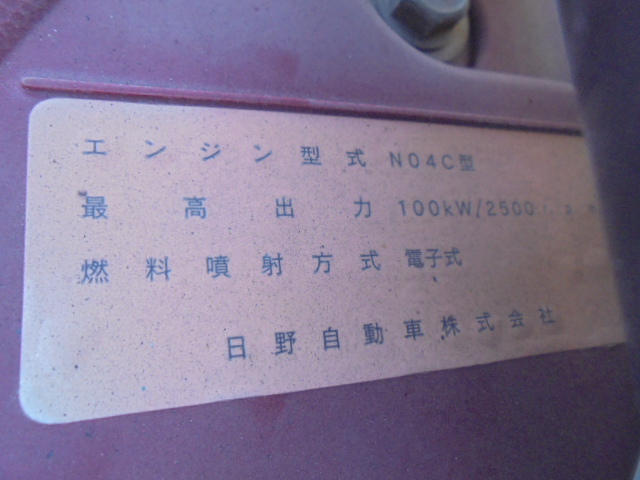 エンジン型式 N04C型
最高出力 100kW/2500
燃料噴射方式 電子式
日野自動車株式会社